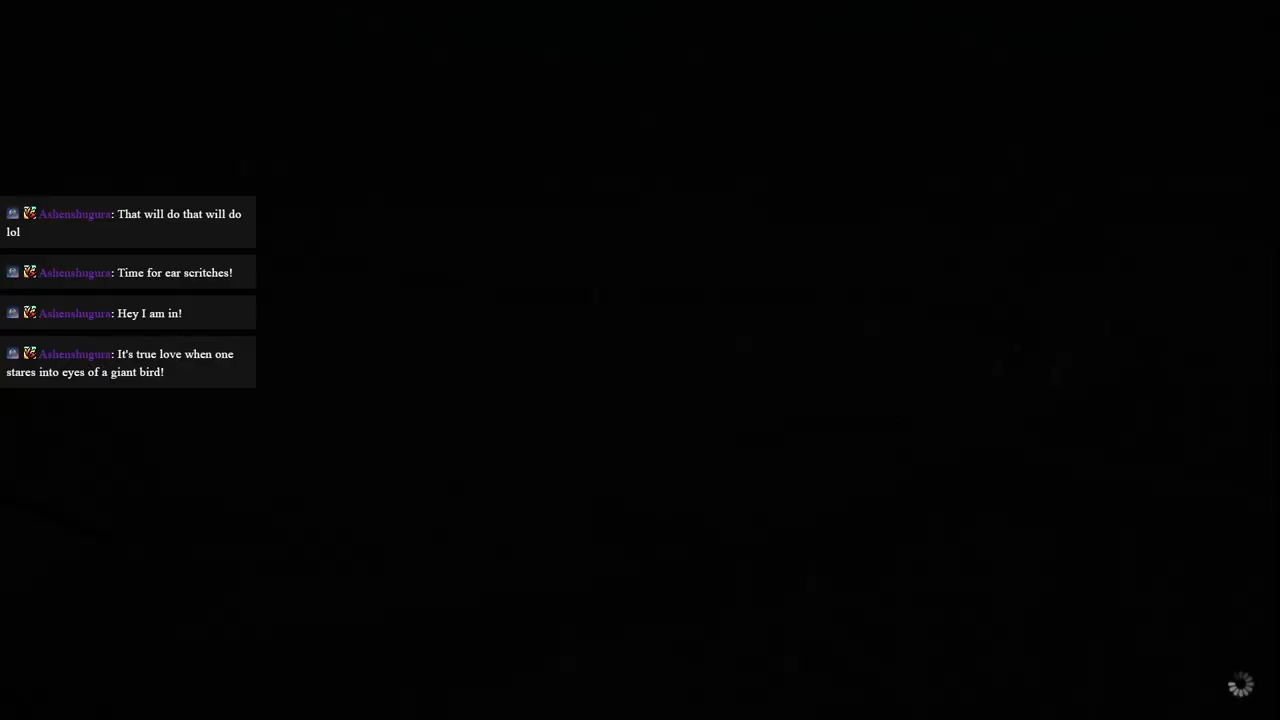 Ashenshugura: That will do that will do
lol
Ashenshugura: Time for ear scritches!
Ashenshugura: Hey I am in!
Ashenshugura: It's true love when one
stares into eyes of a giant bird!